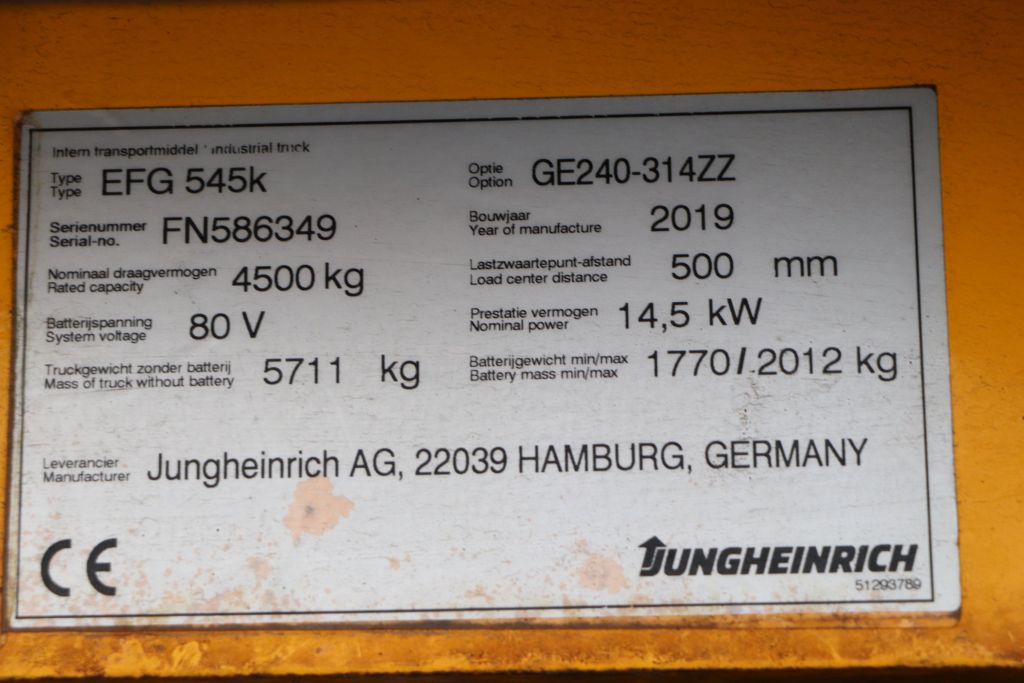 Intern transportmiddel · industrial truck
Type
Type EFG 545k
Optie
Option GE240-314ZZ
Serienummer
Serial-no. FN586349
Bouwjaar
Year of manufacture 2019
Nominaal draagvermogen
Rated capacity 4500 kg
Lastzwaartepunt-afstand
Load center distance 500 mm
Batterijspanning
System voltage 80 V
Prestatie vermogen
Nominal power 14,5 kW
Truckgewicht zonder batterij
Mass of truck without battery 5711 kg
Batterijgewicht min/max
Battery mass min/max 1770/2012 kg
Leverancier
Manufacturer Jungheinrich AG, 22039 HAMBURG, GERMANY
CE
JUNGHEINRICH
51293789